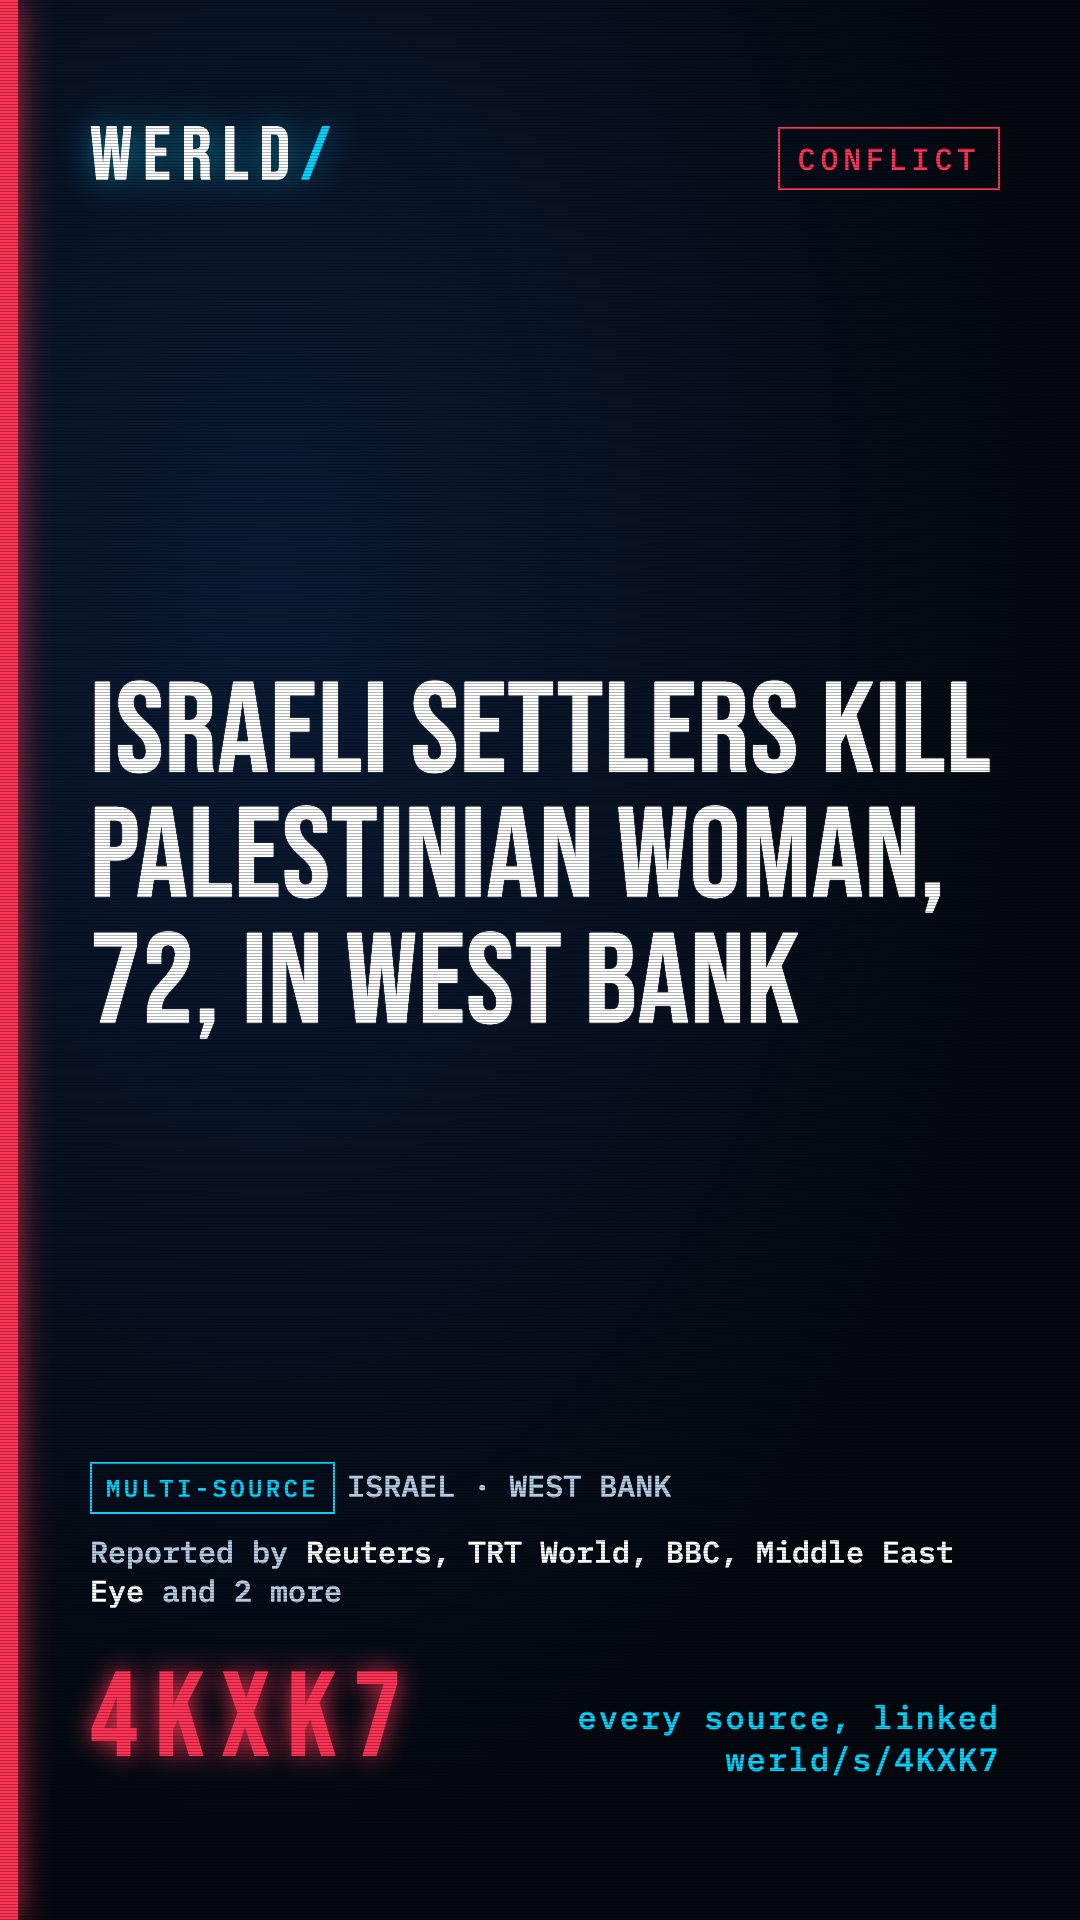 WERLD/
CONFLICT
ISRAELI SETTLERS KILL
PALESTINIAN WOMAN,
72, IN WEST BANK
MULTI-SOURCE ISRAEL · WEST BANK
Reported by Reuters, TRT World, BBC, Middle East
Eye and 2 more
4KXK7
every source, linked
werld/s/4KXK7